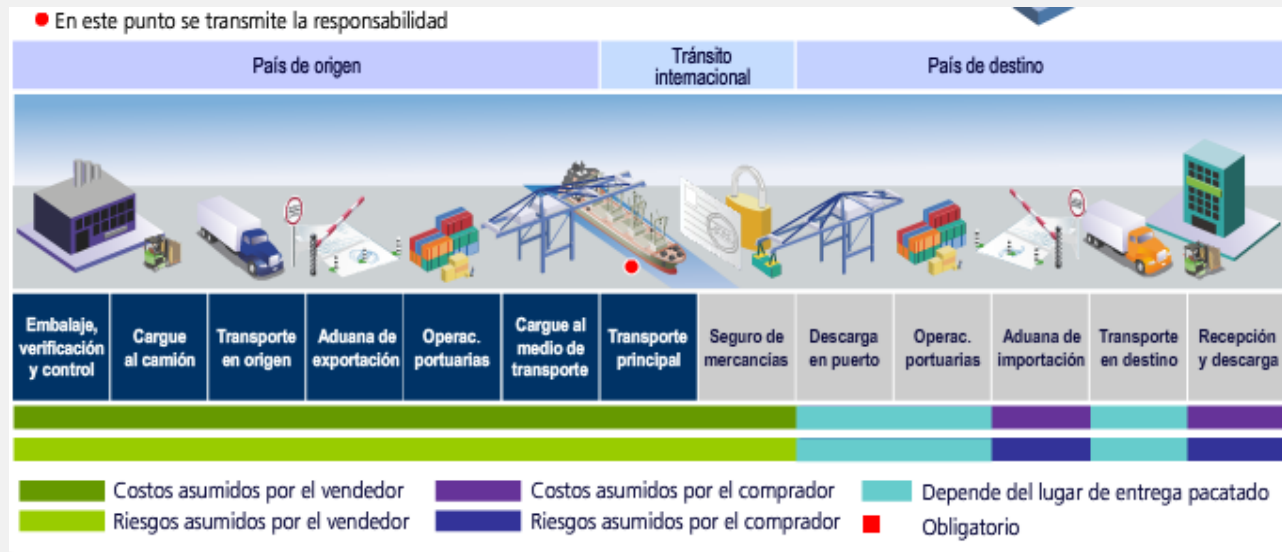 En este punto se transmite la responsabilidad
País de origen
Tránsito
internacional
País de destino
Embalaje,
verificación
y control
Cargue
al camión
Transporte
en origen
Aduana de
exportación
Operac.
portuarias
Cargue al
medio de
transporte
Transporte
principal
Seguro de
mercancías
Descarga
en puerto
Operac.
portuarias
Aduana de
importación
Transporte
en destino
Recepción
y descarga
Costos asumidos por el vendedor
Costos asumidos por el comprador
Depende del lugar de entrega pacatado
Riesgos asumidos por el vendedor
Riesgos asumidos por el comprador
Obligatorio